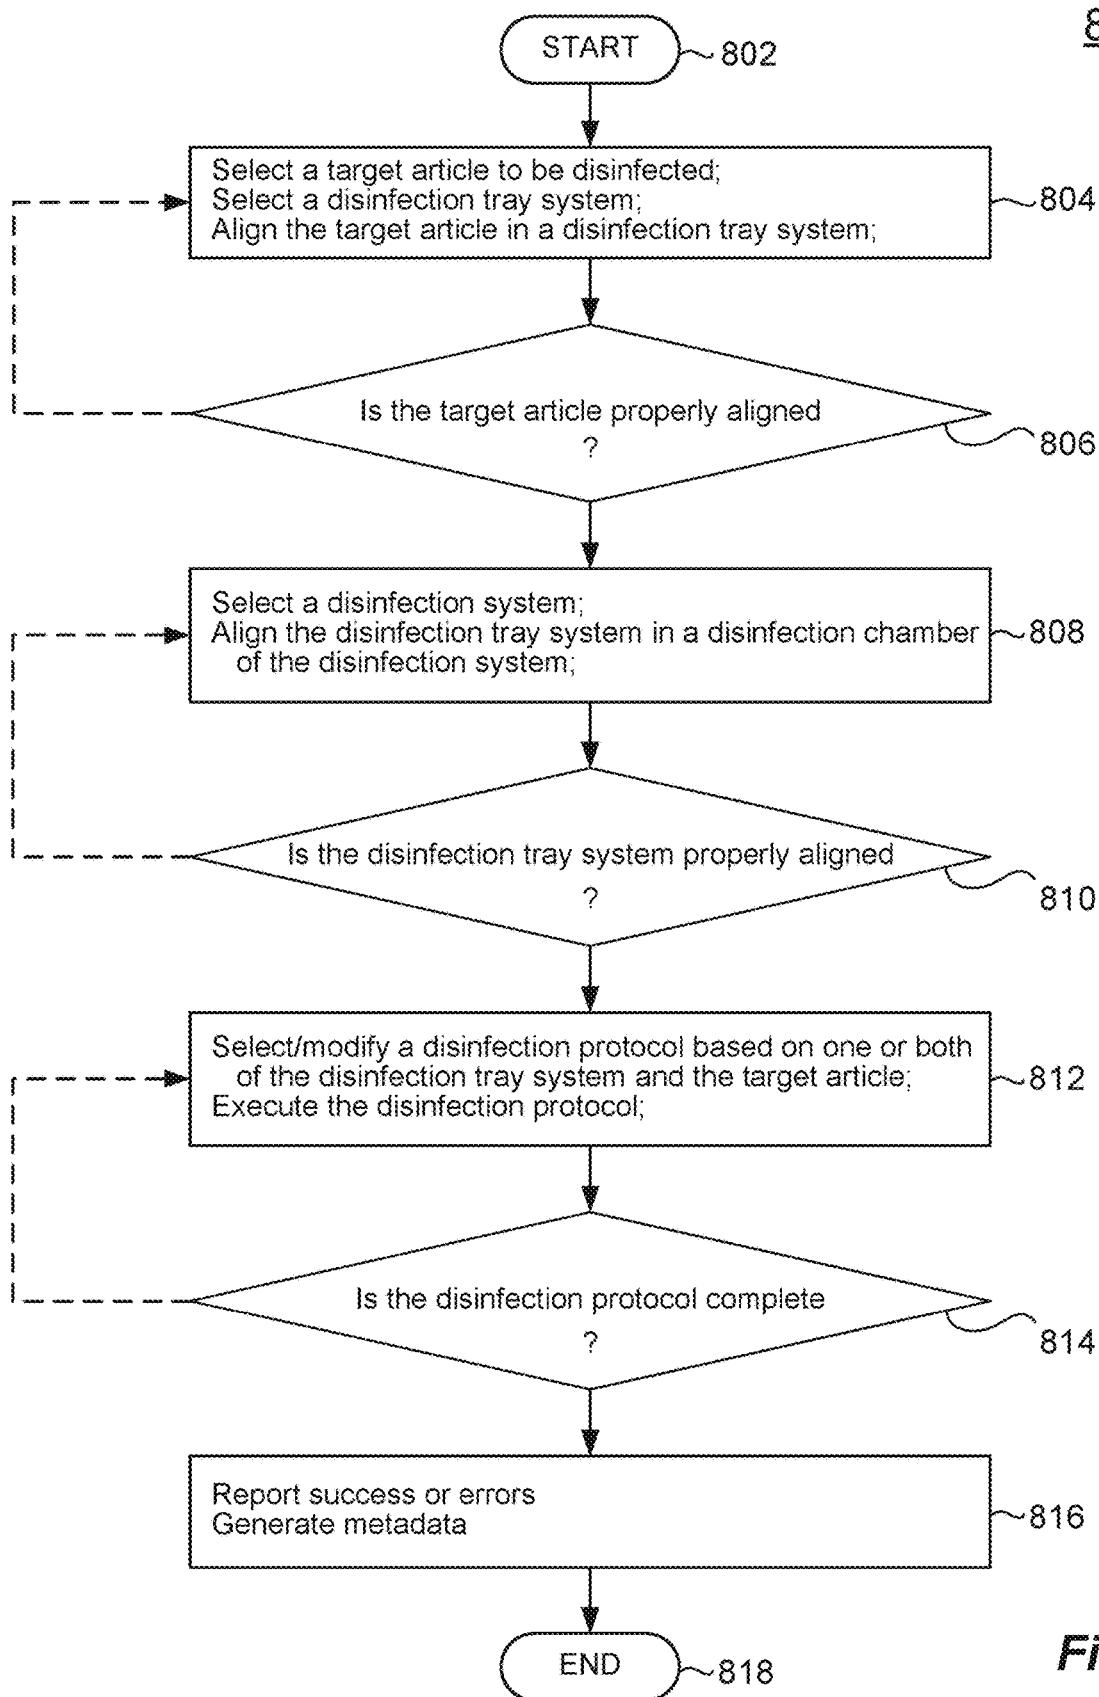 8
START
802
Select a target article to be disinfected;
Select a disinfection tray system;
Align the target article in a disinfection tray system;
804
Is the target article properly aligned
?
806
Select a disinfection system;
Align the disinfection tray system in a disinfection chamber
of the disinfection system;
808
Is the disinfection tray system properly aligned
?
810
Select/modify a disinfection protocol based on one or both
of the disinfection tray system and the target article;
Execute the disinfection protocol;
812
Is the disinfection protocol complete
?
814
Report success or errors
Generate metadata
816
END
818
Fi